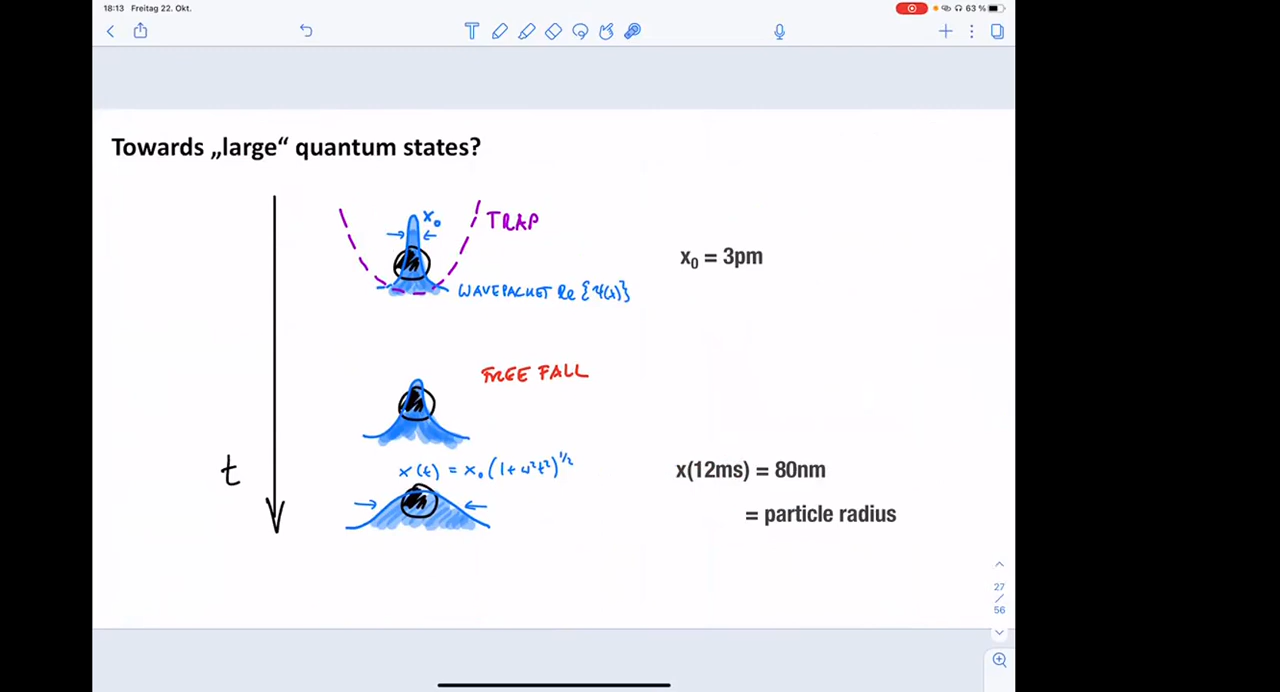 18:13 Freitag 22. Okt.
63 %
Towards „large“ quantum states?
x₀
TRAP
x₀ = 3pm
WAVEPACKET Re {Ψ(x)}
FREE FALL
t
x(t) = x₀ (1+ω²t²)^1/2
x(12ms) = 80nm
= particle radius
27
/
56